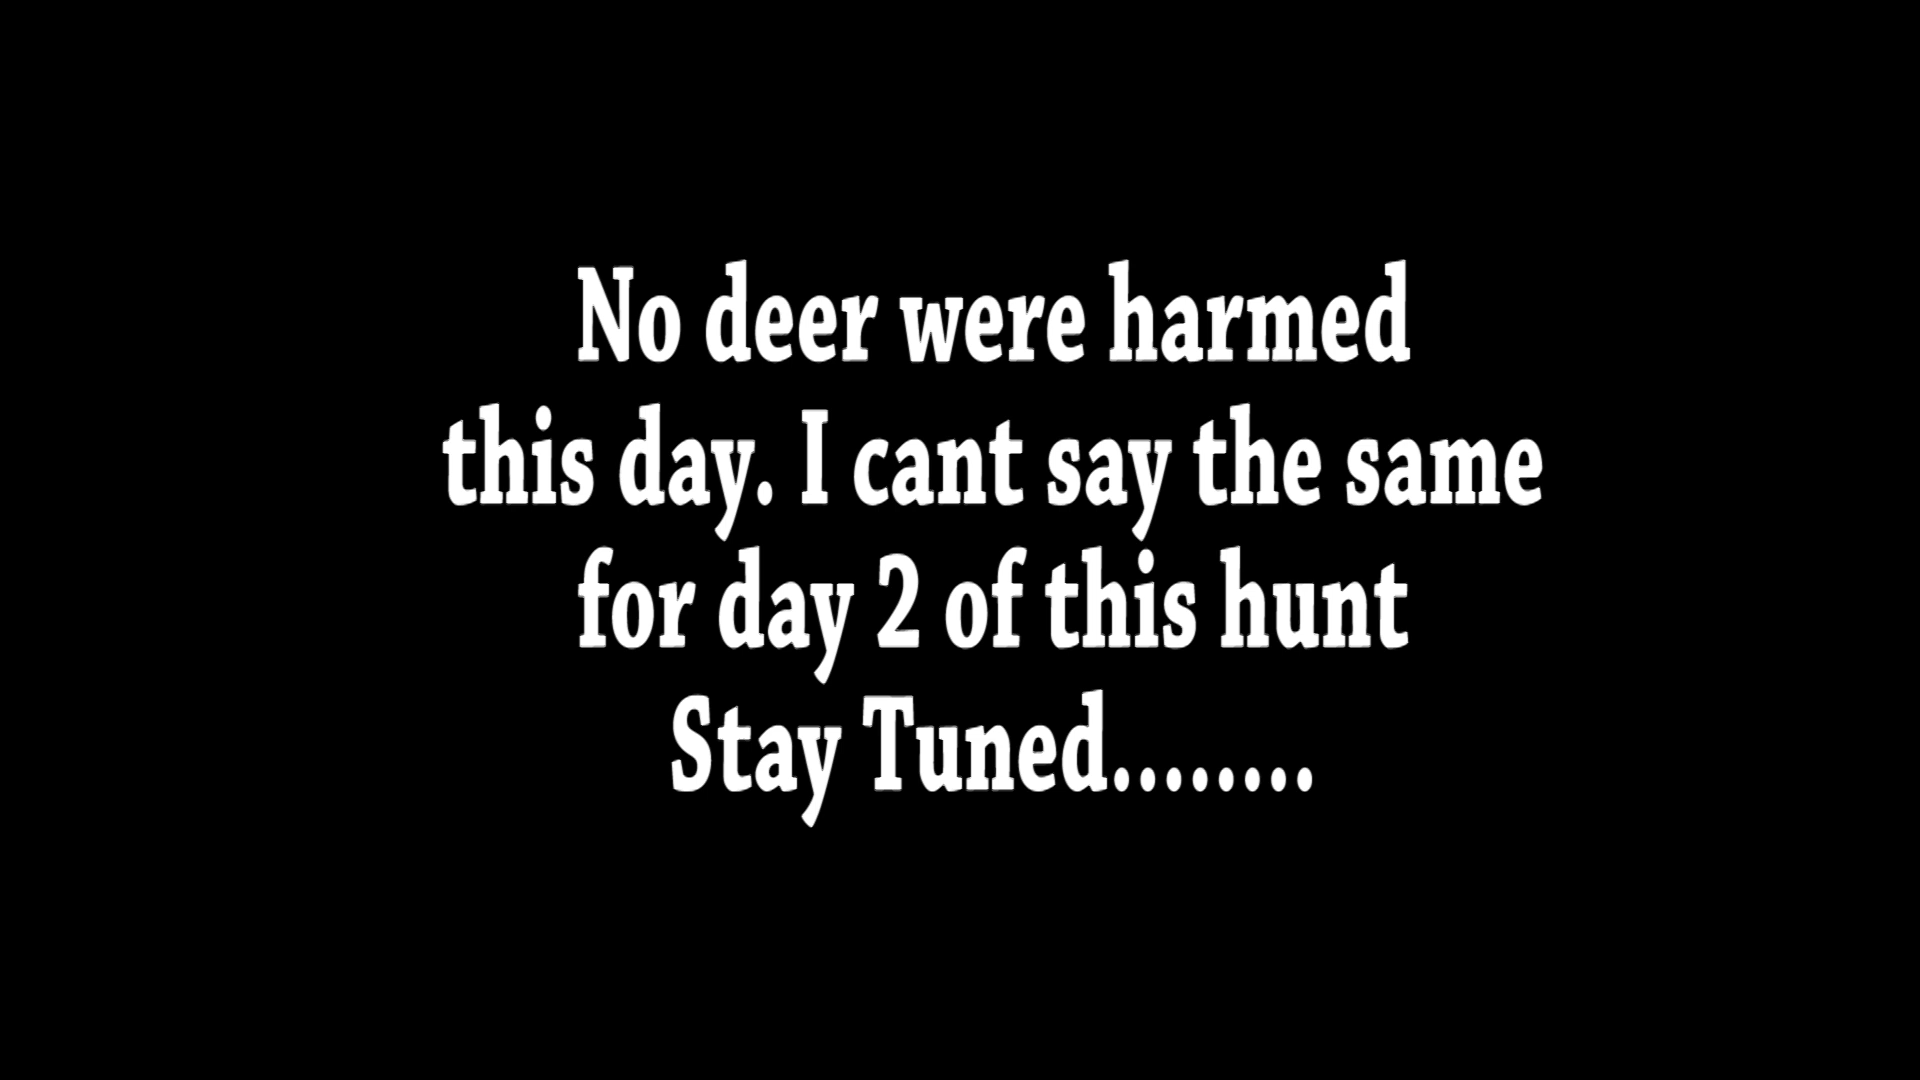 No deer were harmed
this day. I cant say the same
for day 2 of this hunt
Stay Tuned........